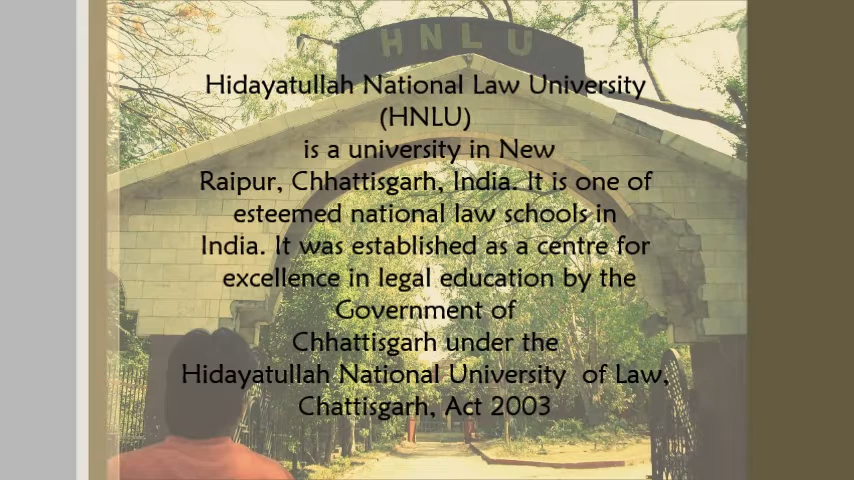 HNLU
Hidayatullah National Law University
(HNLU)
is a university in New
Raipur, Chhattisgarh, India. It is one of
esteemed national law schools in
India. It was established as a centre for
excellence in legal education by the
Government of
Chhattisgarh under the
Hidayatullah National University of Law,
Chattisgarh, Act 2003